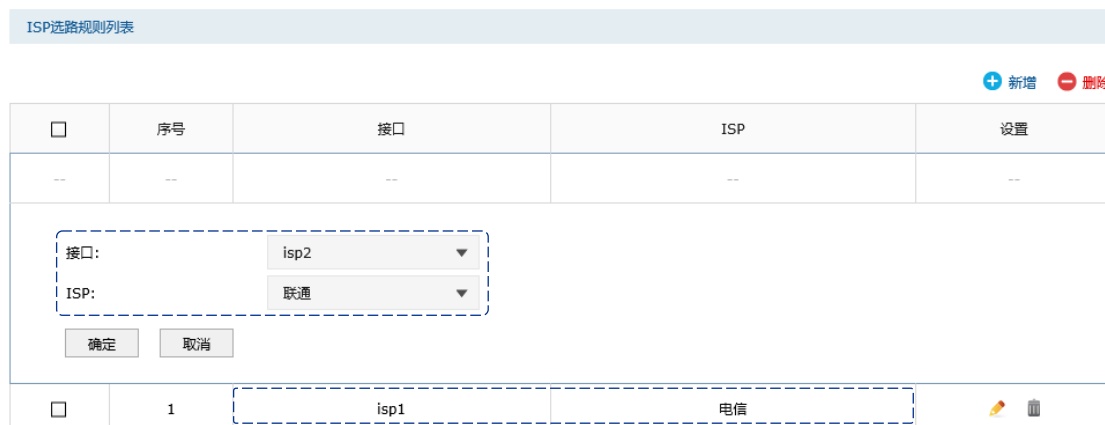 ISP选路规则列表
新增 删除
序号 接口 ISP 设置
-- -- -- -- --
接口: isp2
ISP: 联通
确定 取消
1 isp1 电信